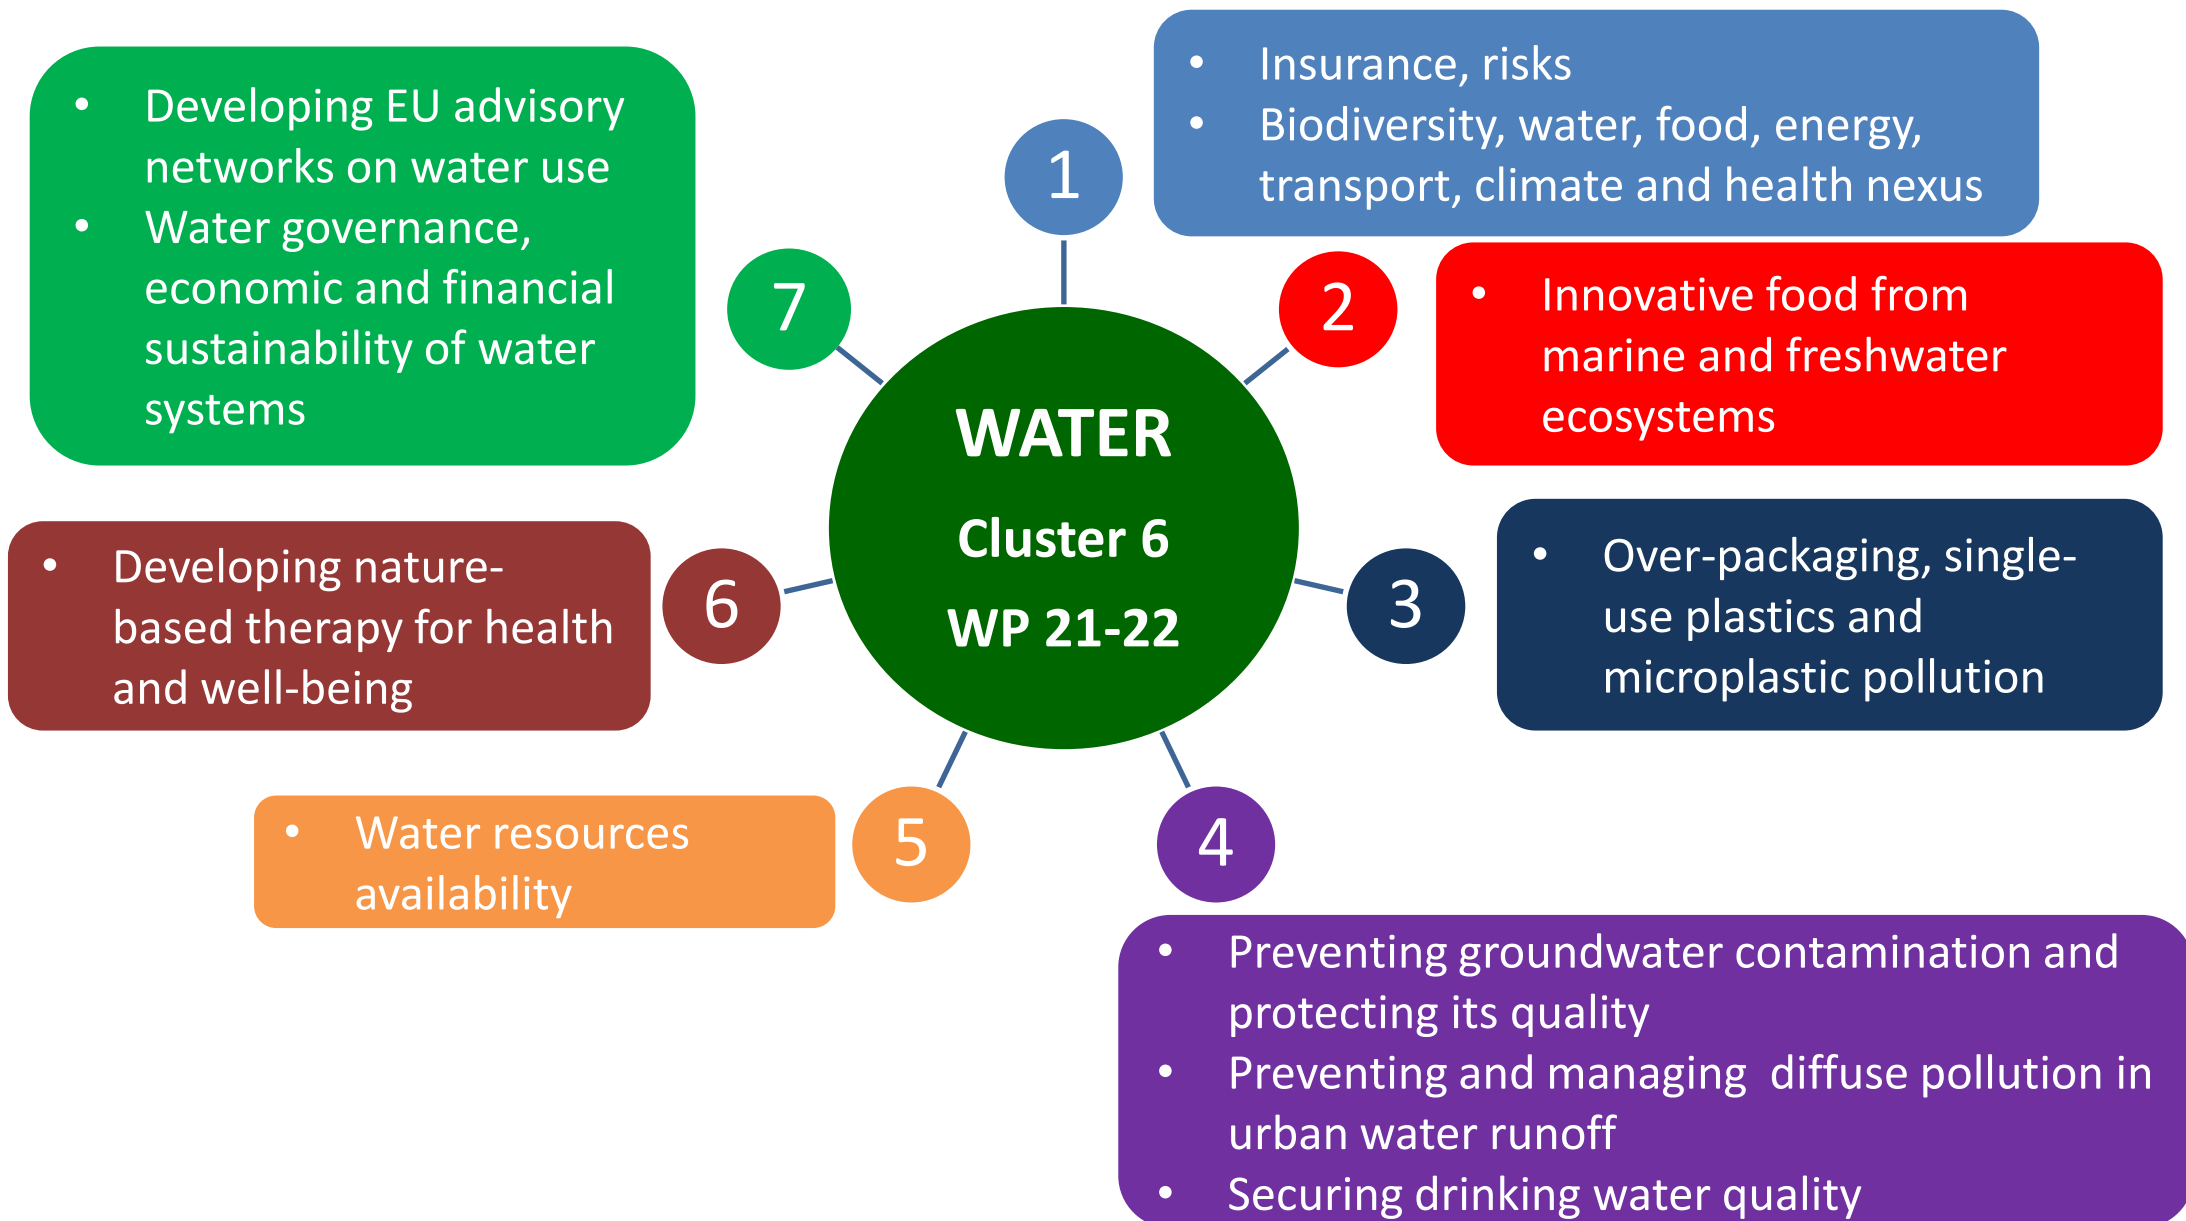 WATER
Cluster 6
WP 21-22
1
• Insurance, risks
• Biodiversity, water, food, energy,
transport, climate and health nexus
2
• Innovative food from
marine and freshwater
ecosystems
3
• Over-packaging, single-
use plastics and
microplastic pollution
4
• Preventing groundwater contamination and
protecting its quality
• Preventing and managing  diffuse pollution in
urban water runoff
• Securing drinking water quality
5
• Water resources
availability
6
• Developing nature-
based therapy for health
and well-being
7
• Developing EU advisory
networks on water use
• Water governance,
economic and financial
sustainability of water
systems